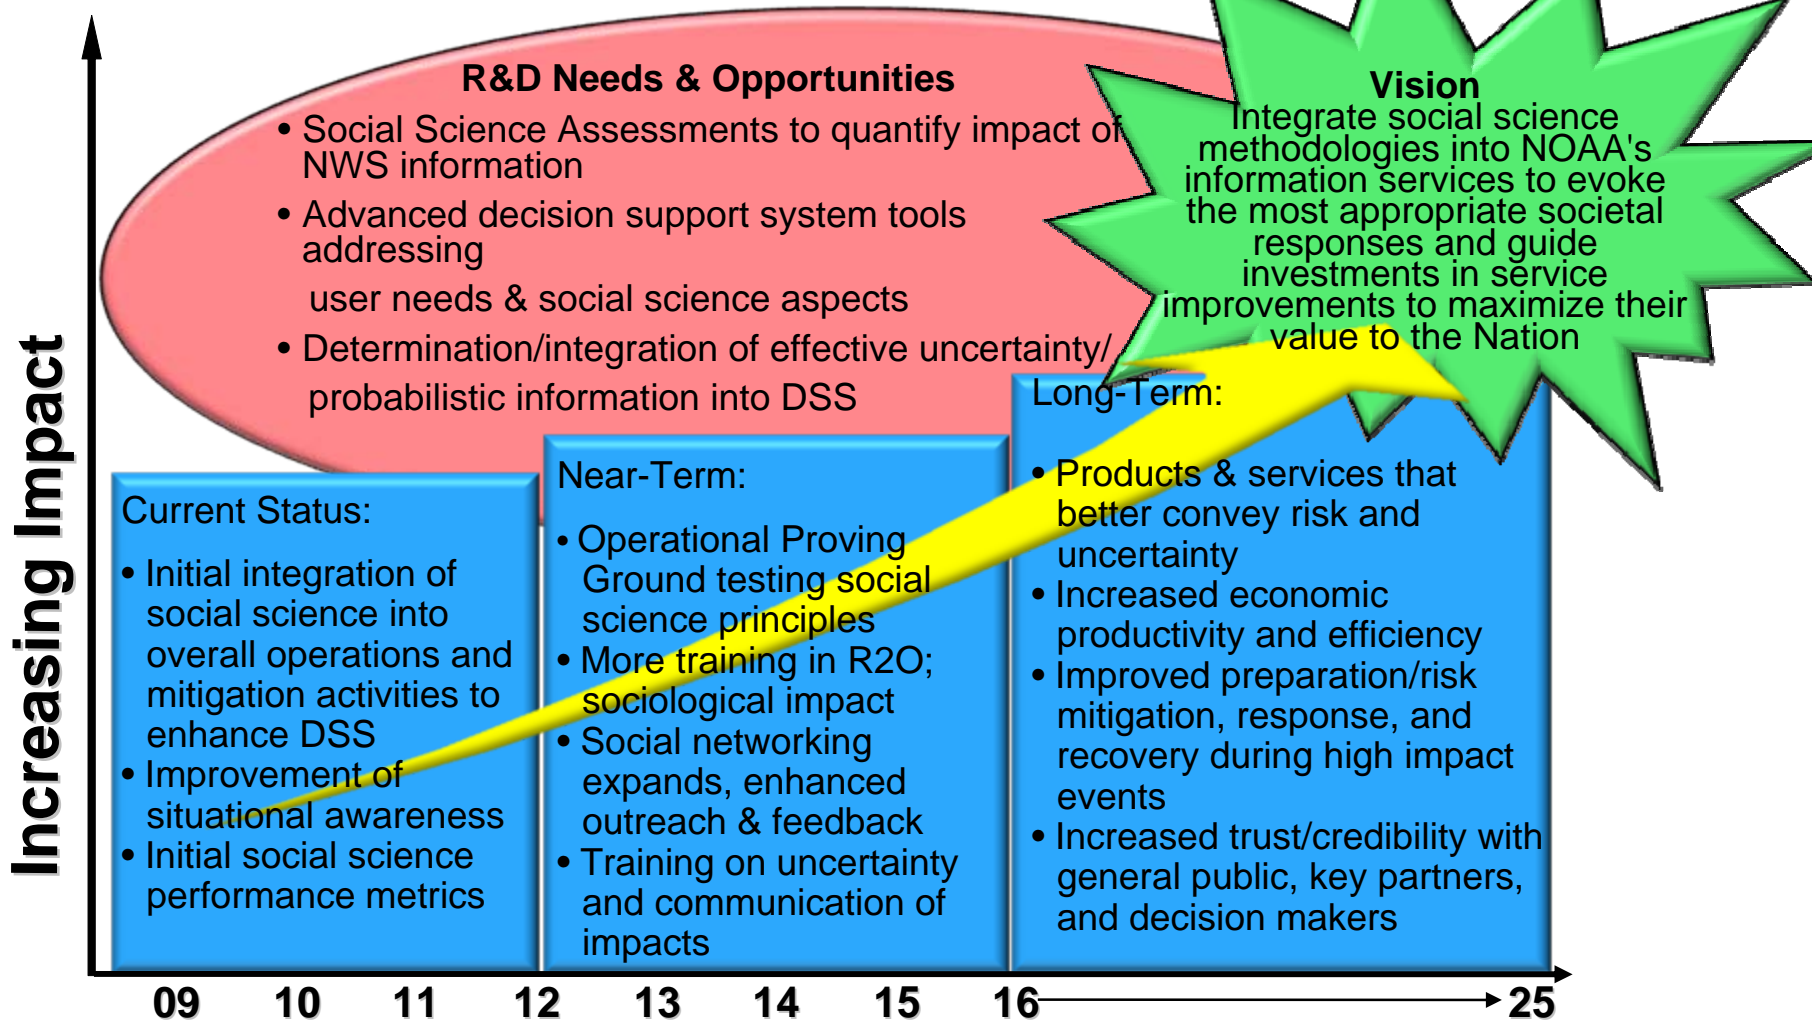 R&D Needs & Opportunities
• Social Science Assessments to quantify impact of
NWS information
• Advanced decision support system tools
addressing
user needs & social science aspects
• Determination/integration of effective uncertainty/
probabilistic information into DSS
Vision
Integrate social science
methodologies into NOAA's
information services to evoke
the most appropriate societal
responses and guide
investments in service
improvements to maximize their
value to the Nation
Increasing Impact
Current Status:
• Initial integration of
social science into
overall operations and
mitigation activities to
enhance DSS
• Improvement of
situational awareness
• Initial social science
performance metrics
Near-Term:
• Operational Proving
Ground testing social
science principles
• More training in R2O;
sociological impact
• Social networking
expands, enhanced
outreach & feedback
• Training on uncertainty
and communication of
impacts
Long-Term:
• Products & services that
better convey risk and
uncertainty
• Increased economic
productivity and efficiency
• Improved preparation/risk
mitigation, response, and
recovery during high impact
events
• Increased trust/credibility with
general public, key partners,
and decision makers
09 10 11 12 13 14 15 16 25